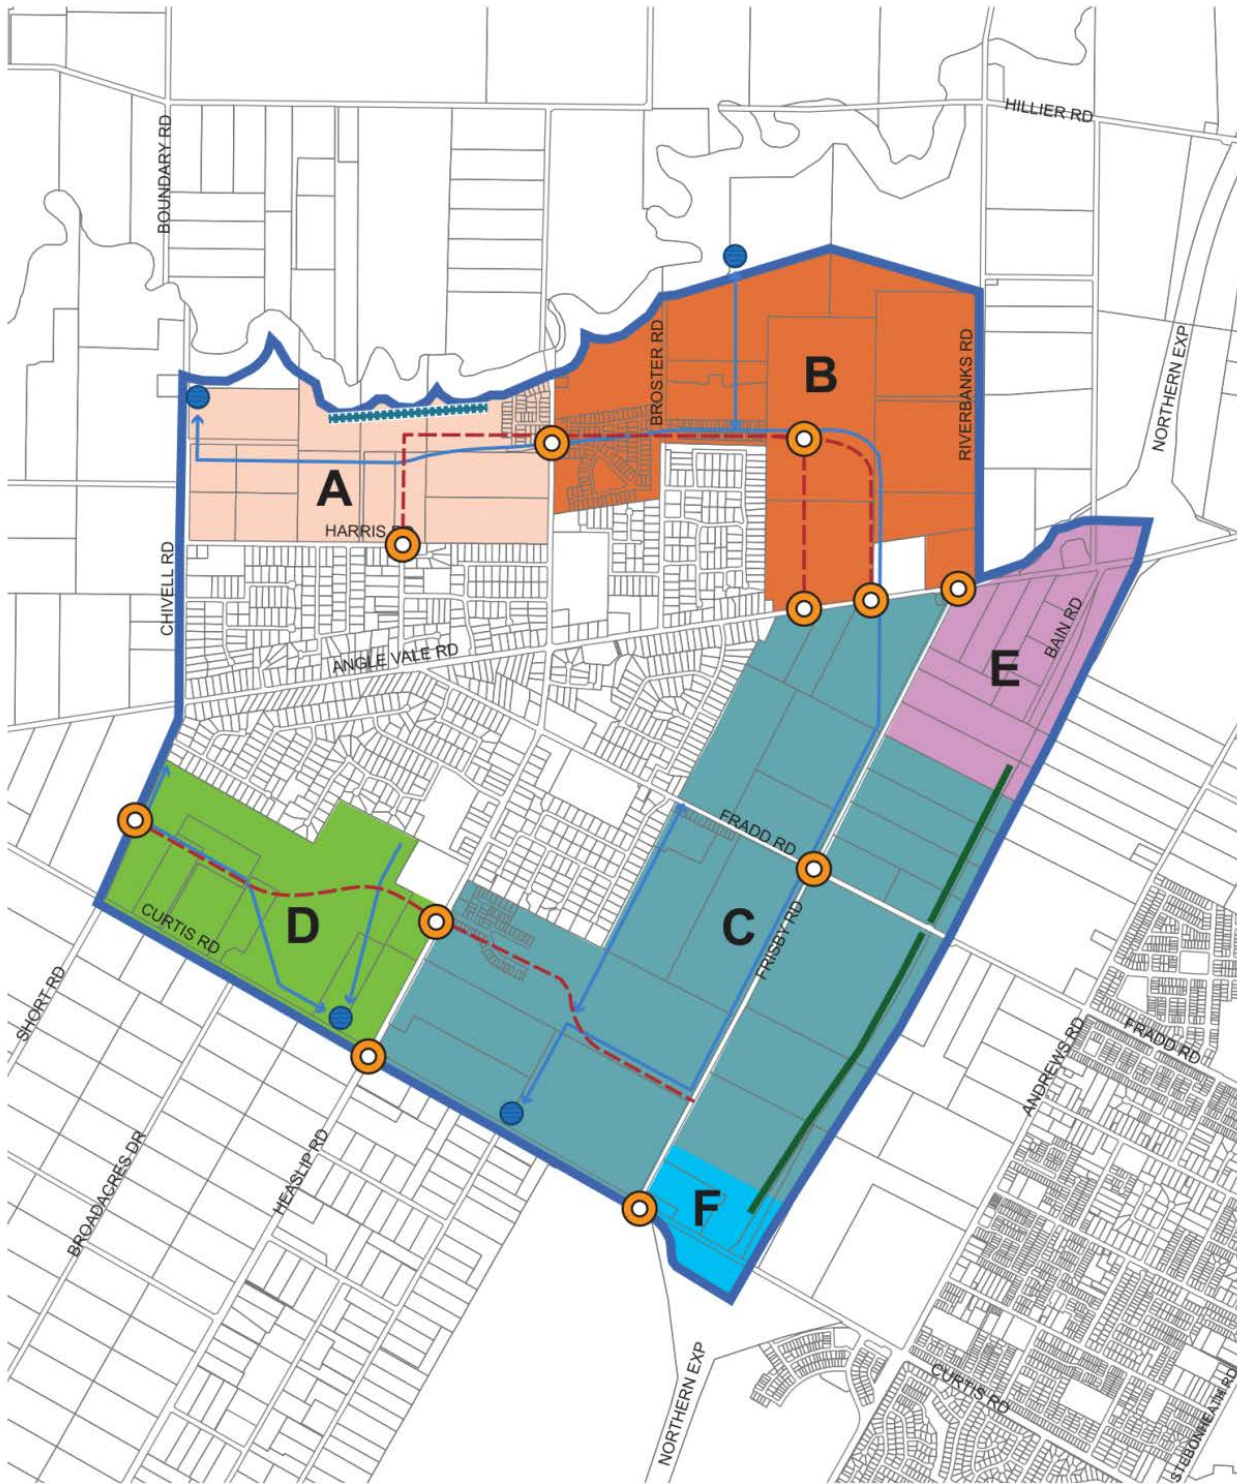 HILLIER RD
BOUNDARY RD
NORTHERN EXP
BROSTER RD
RIVERBANKS RD
B
A
HARRIS RD
CHIVELL RD
ANGLE VALE RD
BAIN RD
E
FRADD RD
C
D
FRISBY RD
CURTIS RD
SHORT RD
ANDREWS RD
FRADD RD
BROADACRES DR
HEASLIP RD
F
NORTHERN EXP
CURTIS RD
STEBONHEATH RD